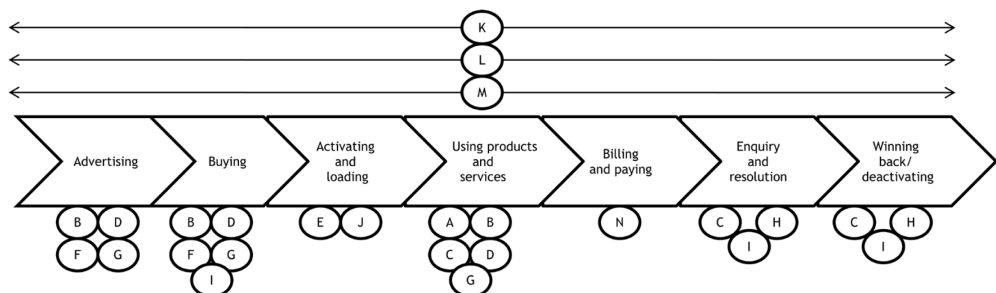 K
L
M
Advertising
Buying
Activating
and
loading
Using products
and
services
Billing
and paying
Enquiry
and
resolution
Winning
back/
deactivating
B D
F G
B D
F G
I
E J
A B
C D
G
N
C H
I
C H
I